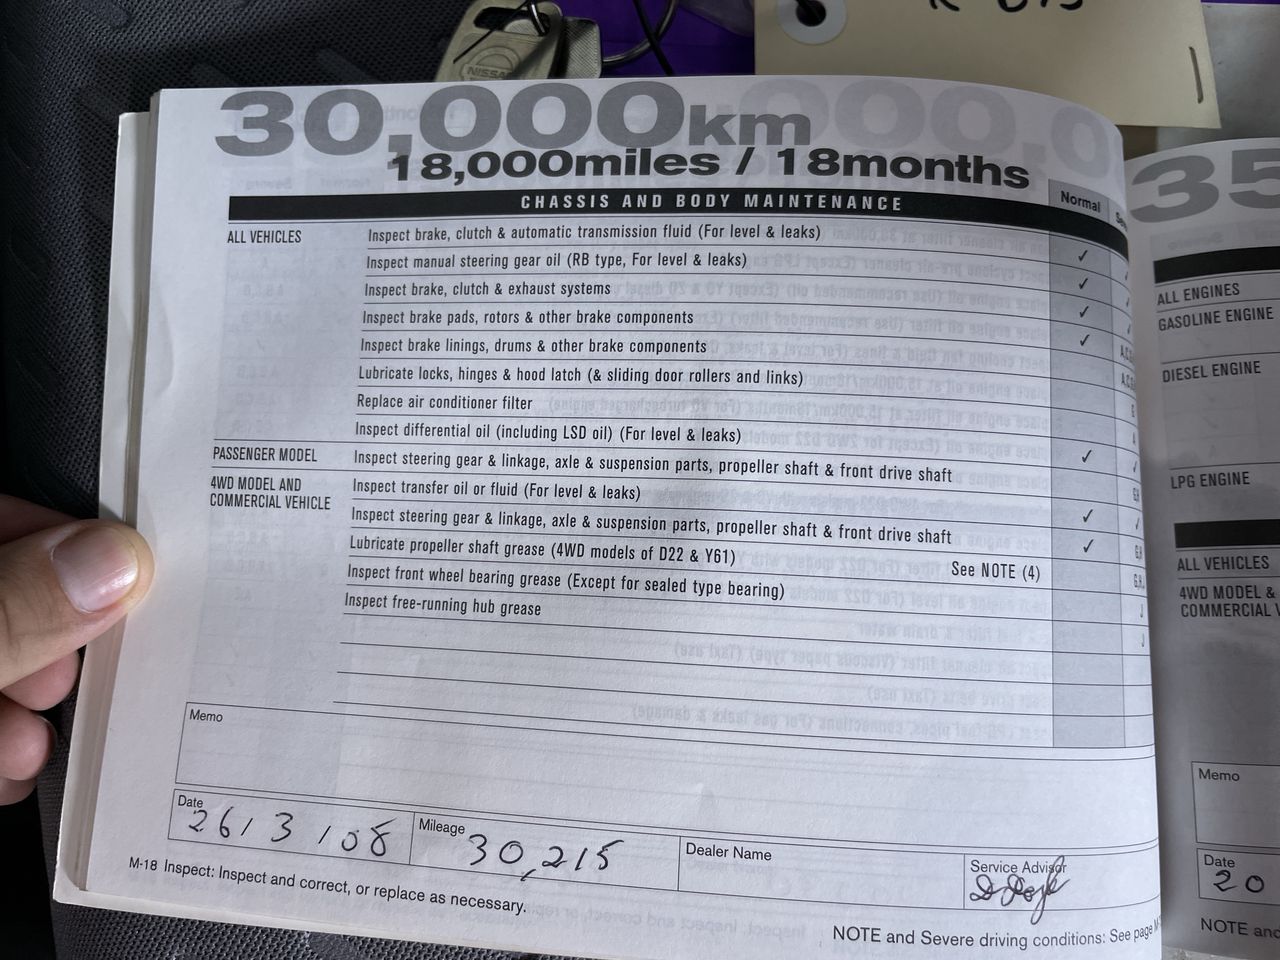 NISSAN
30,000km
18,000miles / 18months
CHASSIS AND BODY MAINTENANCE
Normal
ALL VEHICLES
Inspect brake, clutch & automatic transmission fluid (For level & leaks)
✓
Inspect manual steering gear oil (RB type, For level & leaks)
✓
Inspect brake, clutch & exhaust systems
✓
Inspect brake pads, rotors & other brake components
✓
Inspect brake linings, drums & other brake components
Lubricate locks, hinges & hood latch (& sliding door rollers and links)
Replace air conditioner filter
Inspect differential oil (including LSD oil) (For level & leaks)
✓
PASSENGER MODEL
Inspect steering gear & linkage, axle & suspension parts, propeller shaft & front drive shaft
4WD MODEL AND
COMMERCIAL VEHICLE
Inspect transfer oil or fluid (For level & leaks)
✓
Inspect steering gear & linkage, axle & suspension parts, propeller shaft & front drive shaft
✓
Lubricate propeller shaft grease (4WD models of D22 & Y61)
See NOTE (4)
Inspect front wheel bearing grease (Except for sealed type bearing)
J
Inspect free-running hub grease
J
Memo
Date
26/3/08
Mileage
30,215
Dealer Name
Service Advisor
M-18 Inspect: Inspect and correct, or replace as necessary.
NOTE and Severe driving conditions: See page M-
35
ALL ENGINES
GASOLINE ENGINE
DIESEL ENGINE
LPG ENGINE
ALL VEHICLES
4WD MODEL &
COMMERCIAL V
Memo
Date
20
NOTE and